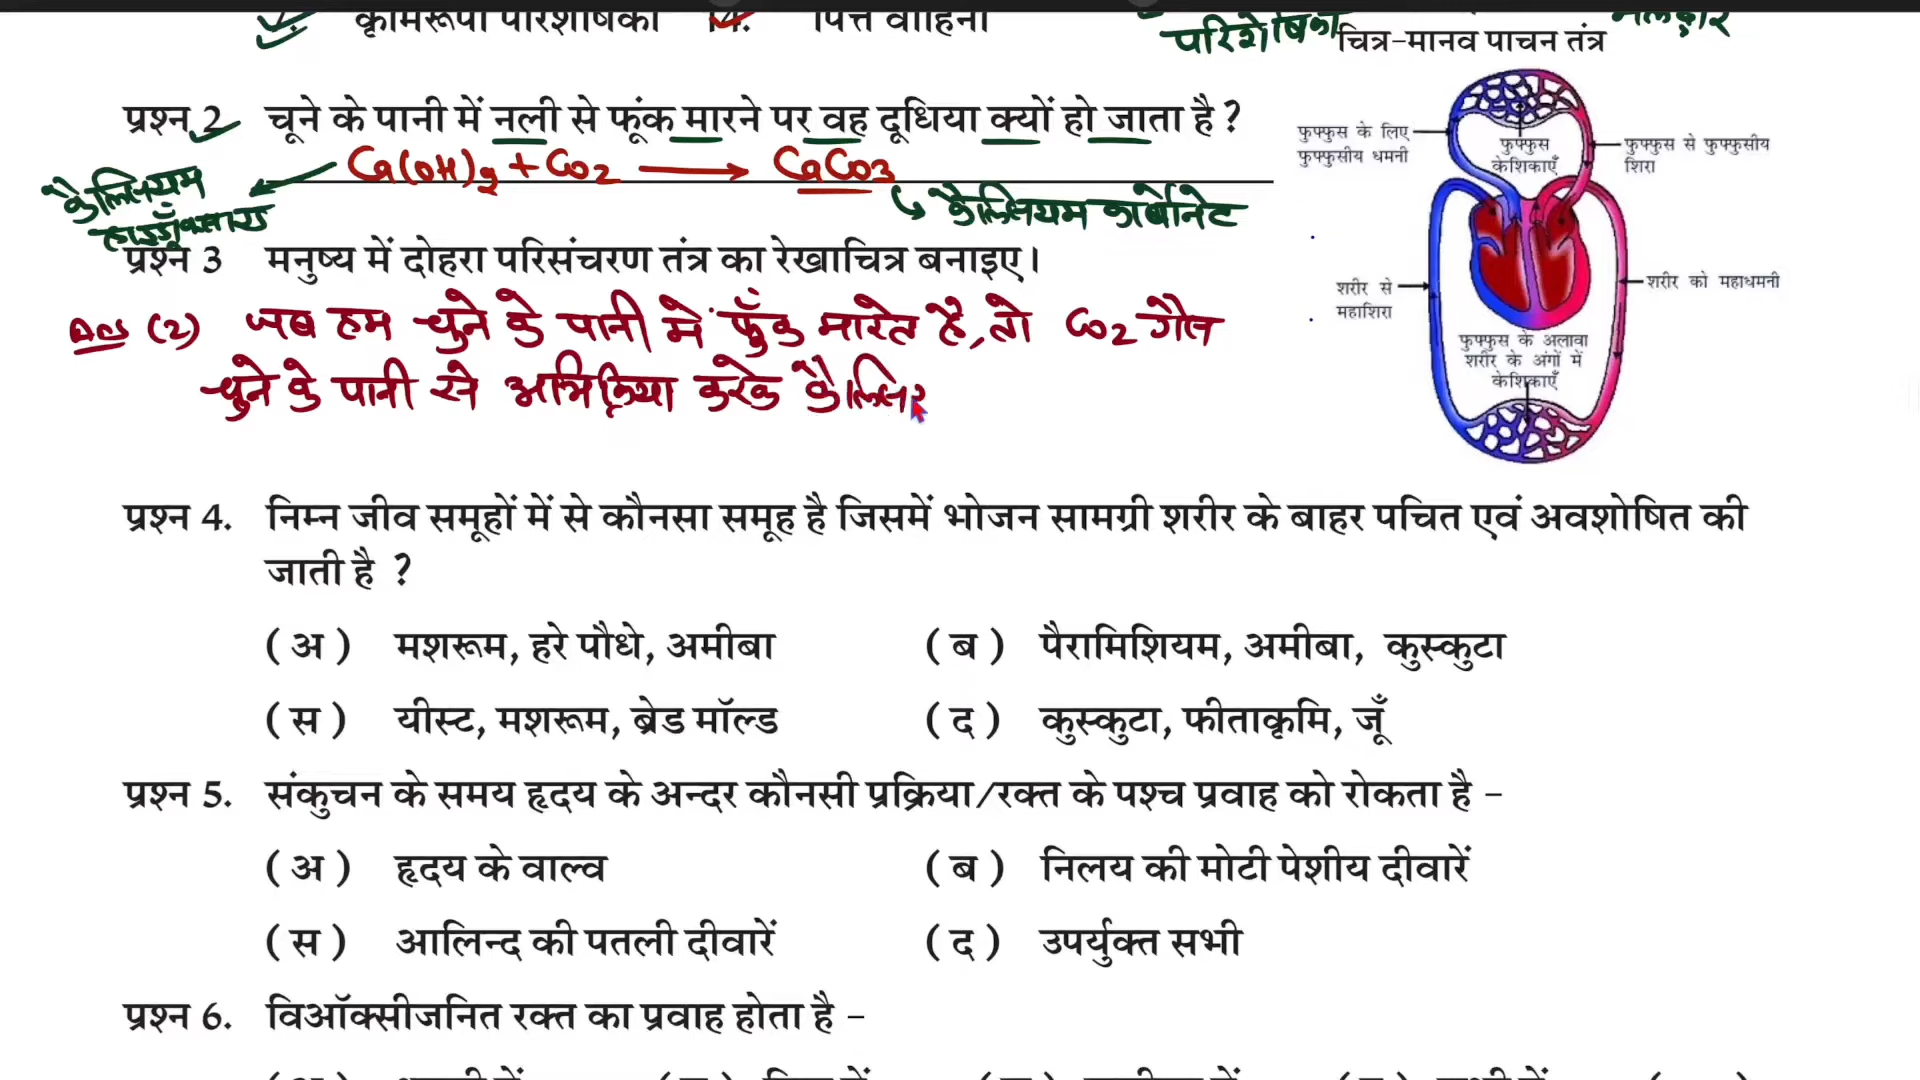 कृमिरूपी परिशोषिका 14. पित्त वाहिनी
परिशेषिका
मलद्वार
चित्र-मानव पाचन तंत्र
प्रश्न 2 चूने के पानी में नली से फूंक मारने पर वह दूधिया क्यों हो जाता है ?
Ca(OH)2 + CO2 ⟶ CaCO3
कैल्सियम
हाइड्रॉक्साइड
कैल्सियम कार्बोनेट
प्रश्न 3 मनुष्य में दोहरा परिसंचरण तंत्र का रेखाचित्र बनाइए।
Ans (2) जब हम चुने के पानी में फूँक मारते है, तो CO2 गैस
चुने के पानी से अभिक्रिया करके कैल्सि
फुफ्फुस के लिए
फुफ्फुसीय धमनी
फुफ्फुस
केशिकाएँ
फुफ्फुस से फुफ्फुसीय
शिरा
शरीर से
महाशिरा
शरीर को महाधमनी
फुफ्फुस के अलावा
शरीर के अंगों में
केशिकाएँ
प्रश्न 4. निम्न जीव समूहों में से कौनसा समूह है जिसमें भोजन सामग्री शरीर के बाहर पचित एवं अवशोषित की
जाती है ?
( अ ) मशरूम, हरे पौधे, अमीबा ( ब ) पैरामिशियम, अमीबा, कुस्कुटा
( स ) यीस्ट, मशरूम, ब्रेड मॉल्ड ( द ) कुस्कुटा, फीताकृमि, जूँ
प्रश्न 5. संकुचन के समय हृदय के अन्दर कौनसी प्रक्रिया/रक्त के पश्च प्रवाह को रोकता है –
( अ ) हृदय के वाल्व ( ब ) निलय की मोटी पेशीय दीवारें
( स ) आलिन्द की पतली दीवारें ( द ) उपर्युक्त सभी
प्रश्न 6. विऑक्सीजनित रक्त का प्रवाह होता है –